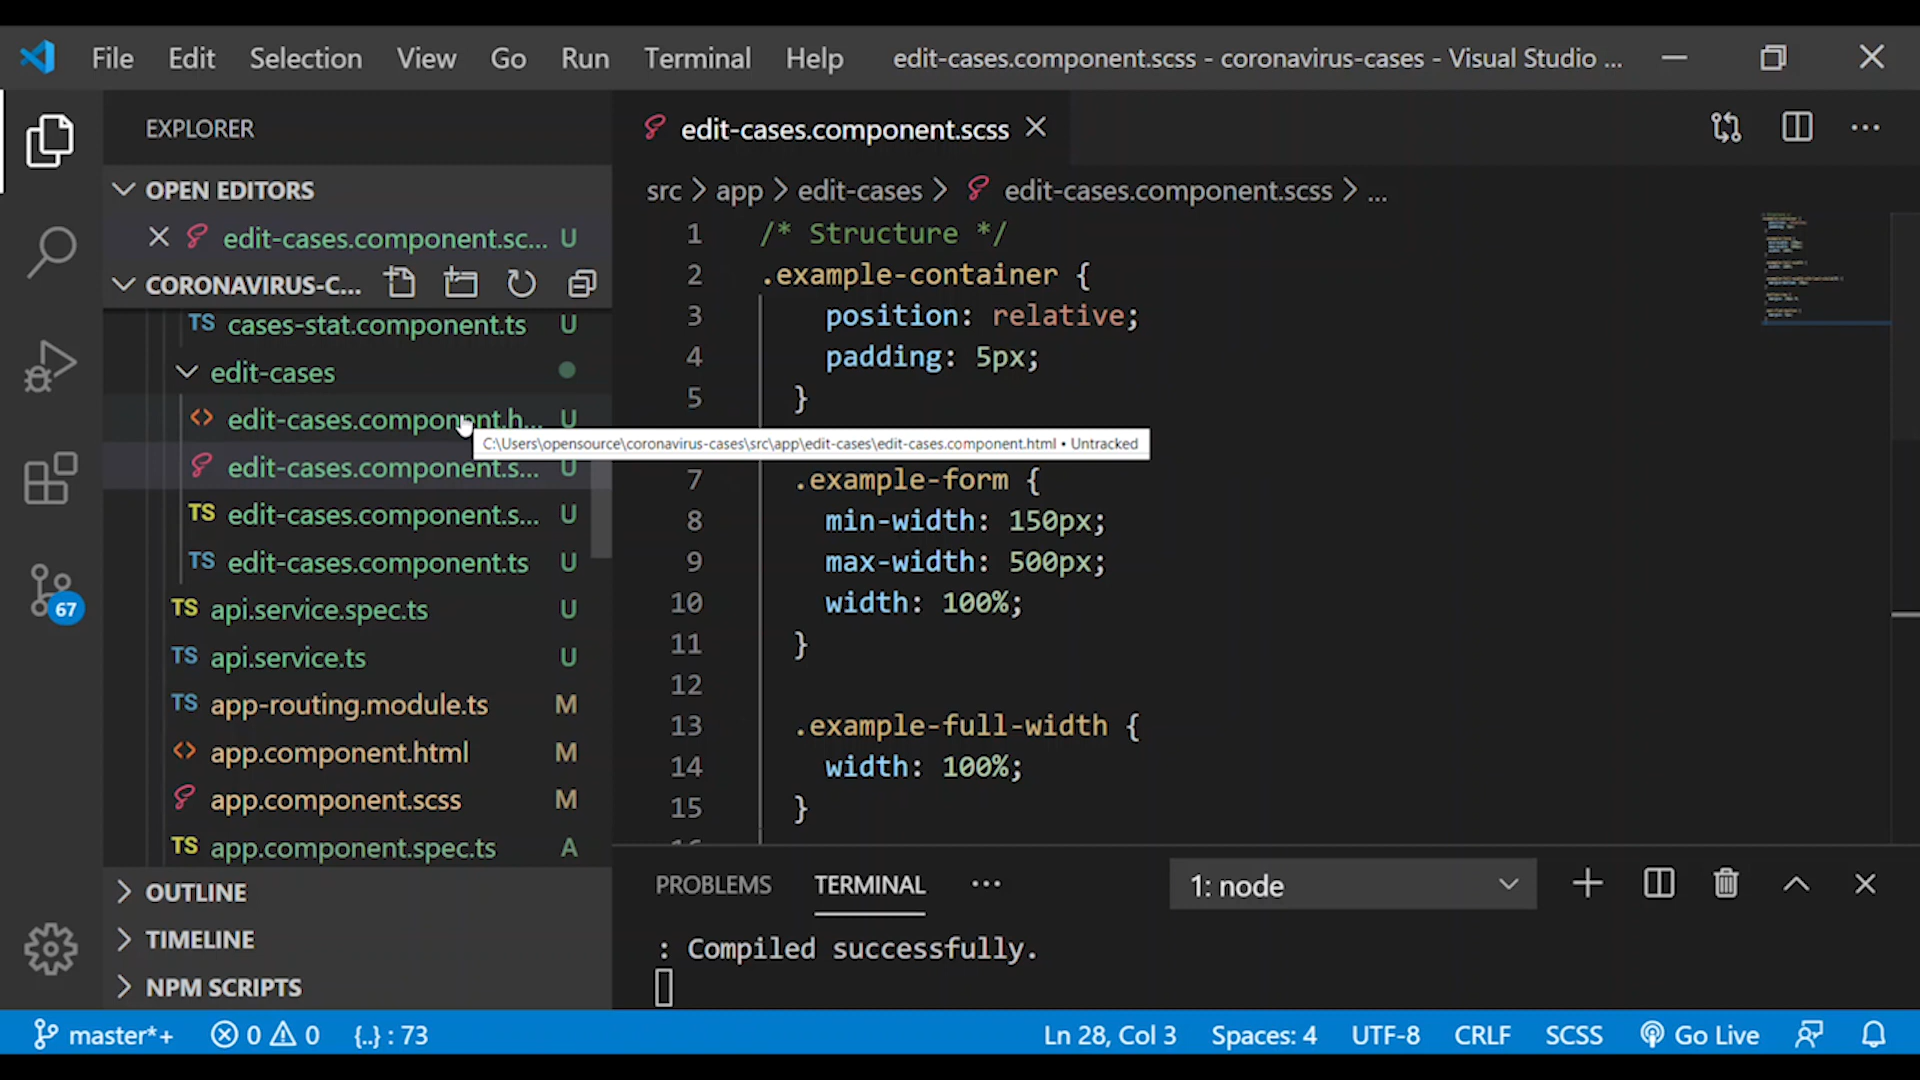 File Edit Selection View Go Run Terminal Help edit-cases.component.scss - coronavirus-cases - Visual Studio ...
EXPLORER
OPEN EDITORS
edit-cases.component.sc... U
CORONAVIRUS-C...
TS cases-stat.component.ts U
edit-cases
<> edit-cases.component.h... U
C:\Users\opensource\coronavirus-cases\src\app\edit-cases\edit-cases.component.html • Untracked
edit-cases.component.s... U
TS edit-cases.component.s... U
TS edit-cases.component.ts U
TS api.service.spec.ts U
TS api.service.ts U
TS app-routing.module.ts M
<> app.component.html M
app.component.scss M
TS app.component.spec.ts A
OUTLINE
TIMELINE
NPM SCRIPTS
67
edit-cases.component.scss
src > app > edit-cases > edit-cases.component.scss > ...
1 /* Structure */
2 .example-container {
3 position: relative;
4 padding: 5px;
5 }
7 .example-form {
8 min-width: 150px;
9 max-width: 500px;
10 width: 100%;
11 }
12
13 .example-full-width {
14 width: 100%;
15 }
PROBLEMS TERMINAL ... 1: node
: Compiled successfully.
master*+ 0 0 {..} : 73 Ln 28, Col 3 Spaces: 4 UTF-8 CRLF SCSS Go Live